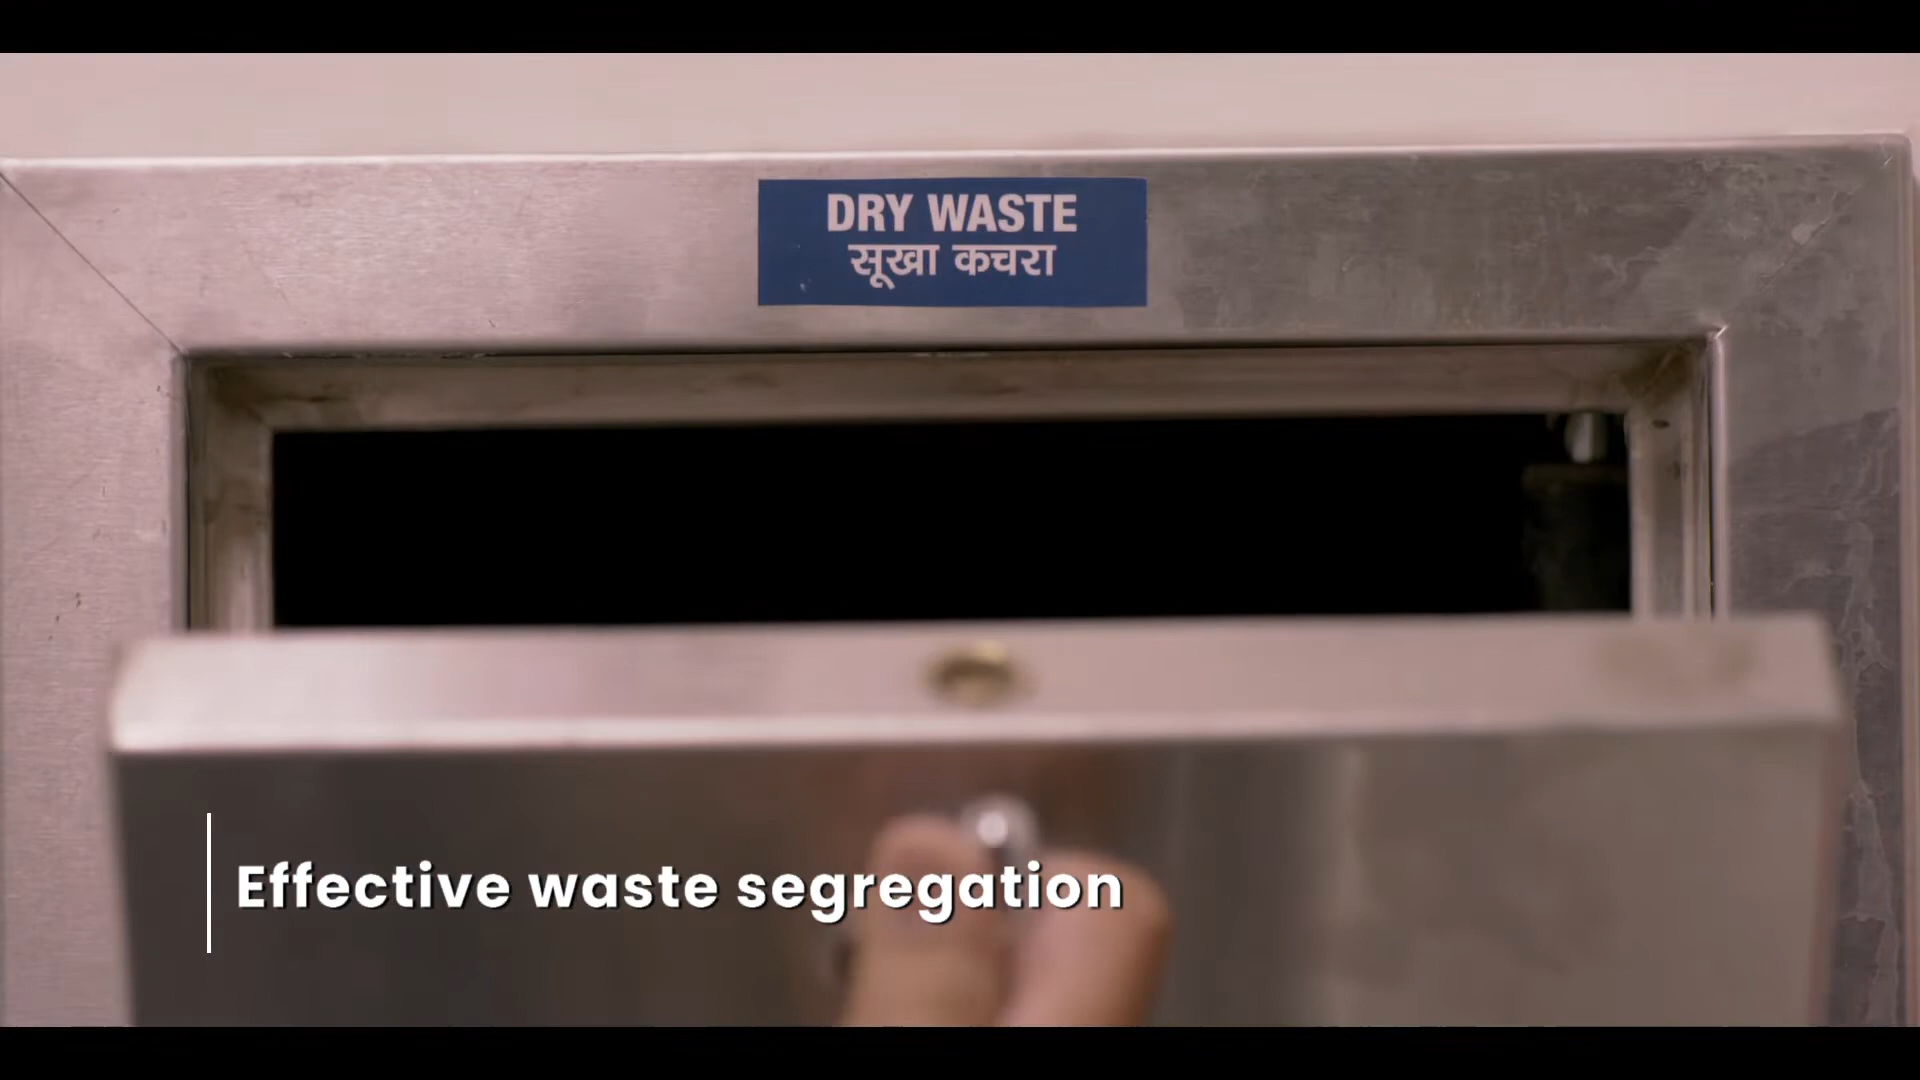 DRY WASTE
सूखा कचरा
Effective waste segregation